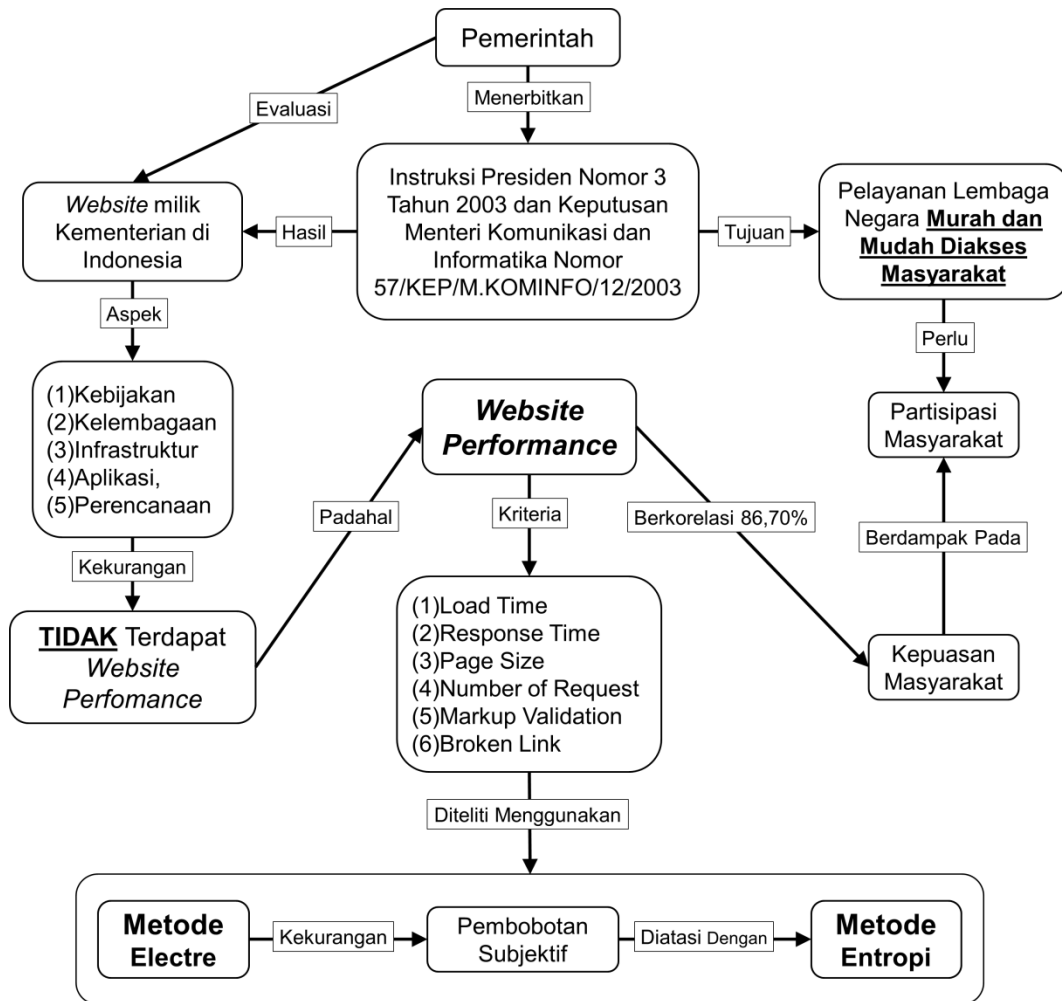 Pemerintah
Evaluasi
Menerbitkan
Website milik
Kementerian di
Indonesia
Hasil
Instruksi Presiden Nomor 3
Tahun 2003 dan Keputusan
Menteri Komunikasi dan
Informatika Nomor
57/KEP/M.KOMINFO/12/2003
Tujuan
Pelayanan Lembaga
Negara Murah dan
Mudah Diakses
Masyarakat
Aspek
Perlu
(1)Kebijakan
(2)Kelembagaan
(3)Infrastruktur
(4)Aplikasi,
(5)Perencanaan
Website
Performance
Partisipasi
Masyarakat
Padahal
Kriteria
Berkorelasi 86,70%
Berdampak Pada
Kekurangan
TIDAK Terdapat
Website
Perfomance
(1)Load Time
(2)Response Time
(3)Page Size
(4)Number of Request
(5)Markup Validation
(6)Broken Link
Kepuasan
Masyarakat
Diteliti Menggunakan
Metode
Electre
Kekurangan
Pembobotan
Subjektif
Diatasi Dengan
Metode
Entropi